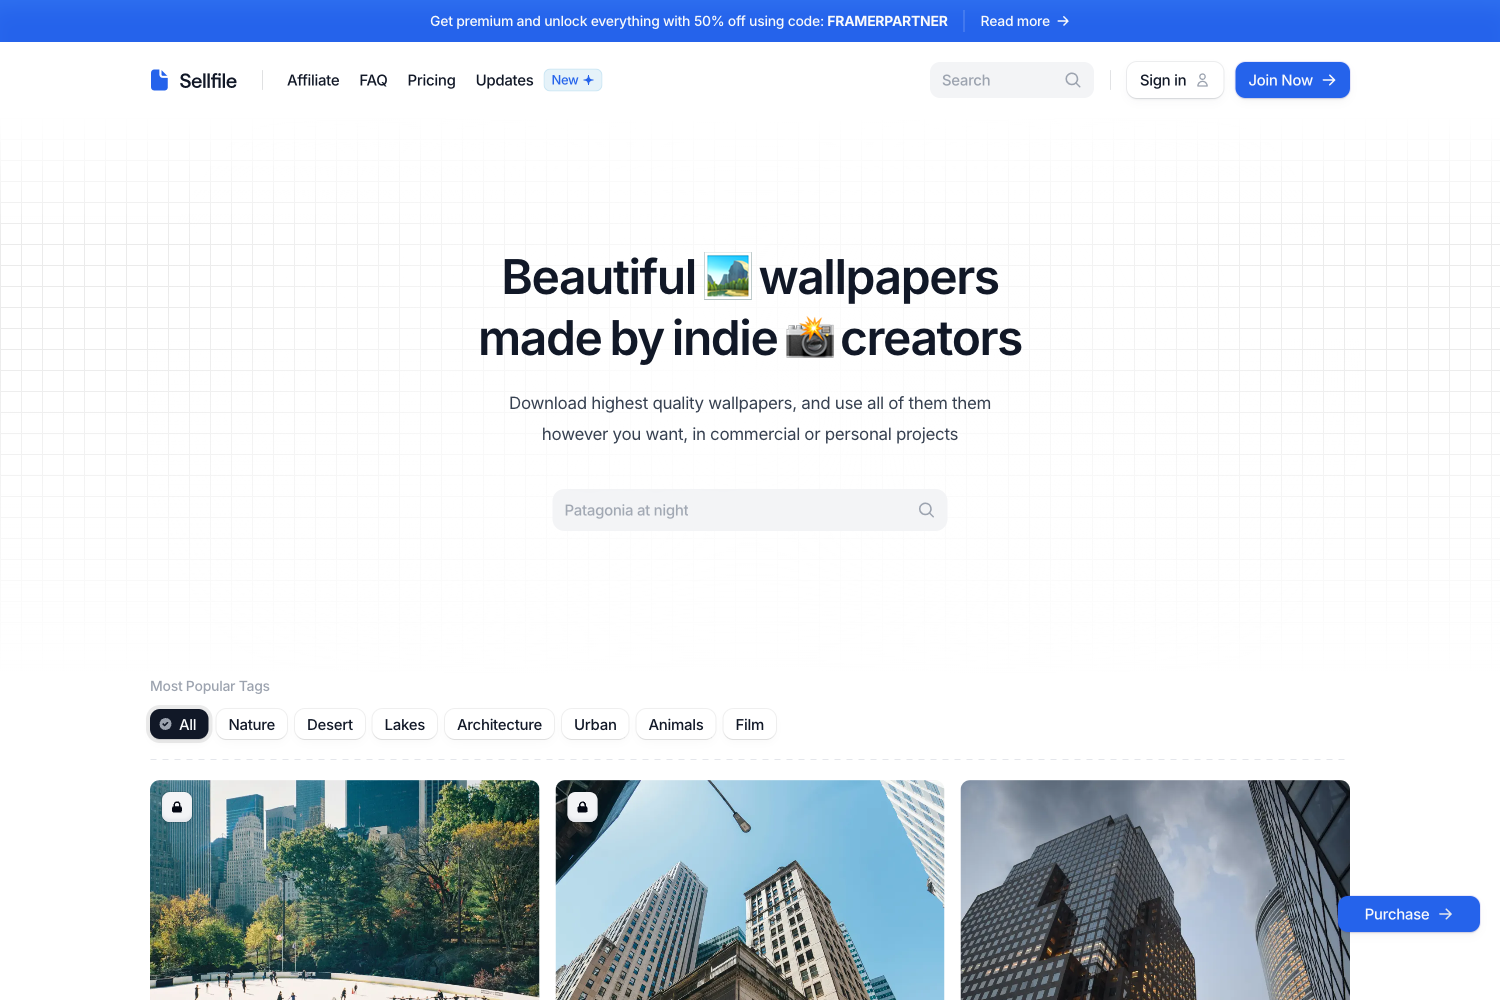 Get premium and unlock everything with 50% off using code: FRAMERPARTNER
Read more
Sellfile
Affiliate
FAQ
Pricing
Updates
New
Search
Sign in
Join Now
Beautiful wallpapers
made by indie creators
Download highest quality wallpapers, and use all of them them
however you want, in commercial or personal projects
Patagonia at night
Most Popular Tags
All
Nature
Desert
Lakes
Architecture
Urban
Animals
Film
Purchase